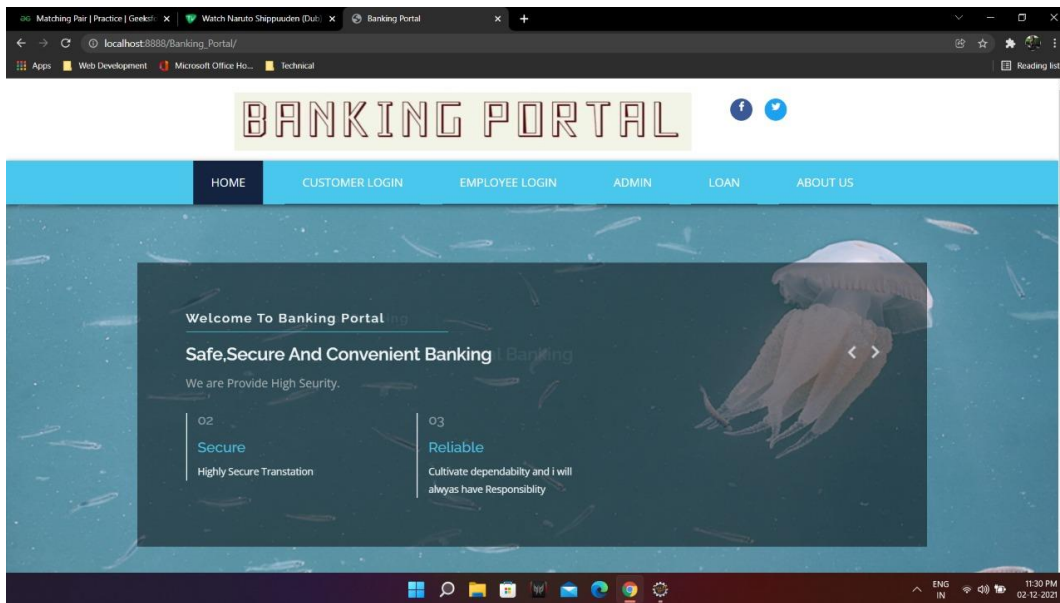 Matching Pair | Practice | Geeksfo
Watch Naruto Shippuuden (Dub)
Banking Portal
localhost:8888/Banking_Portal/
Apps
Web Development
Microsoft Office Ho...
Technical
Reading list
BANKING PORTAL
HOME
CUSTOMER LOGIN
EMPLOYEE LOGIN
ADMIN
LOAN
ABOUT US
Welcome To Banking Portal
Safe,Secure And Convenient Banking
We are Provide High Seurity.
02
Secure
Highly Secure Transtation
03
Reliable
Cultivate dependabilty and i will
alwyas have Responsiblity
ENG
IN
11:30 PM
02-12-2021